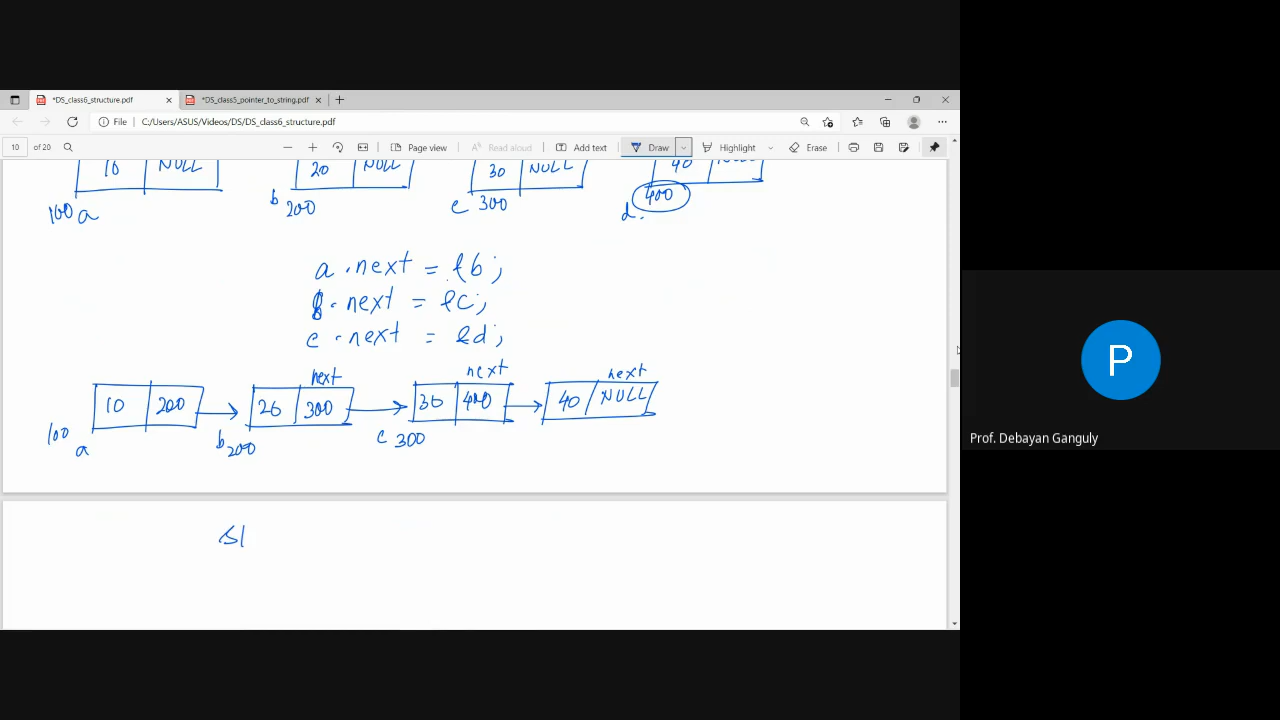 *DS_class6_structure.pdf *DS_class5_pointer_to_string.pdf
File C:/Users/ASUS/Videos/DS/DS_class6_structure.pdf
10 of 20 Page view Read aloud Add text Draw Highlight Erase
10 NULL 20 NULL 30 NULL 40 NULL
100 a b 200 c 300 d. 400
a.next = &b;
b.next = &c;
c.next = &d;
next next next
10 200 20 300 30 400 40 NULL
100 a b 200 c 300
P
Prof. Debayan Ganguly